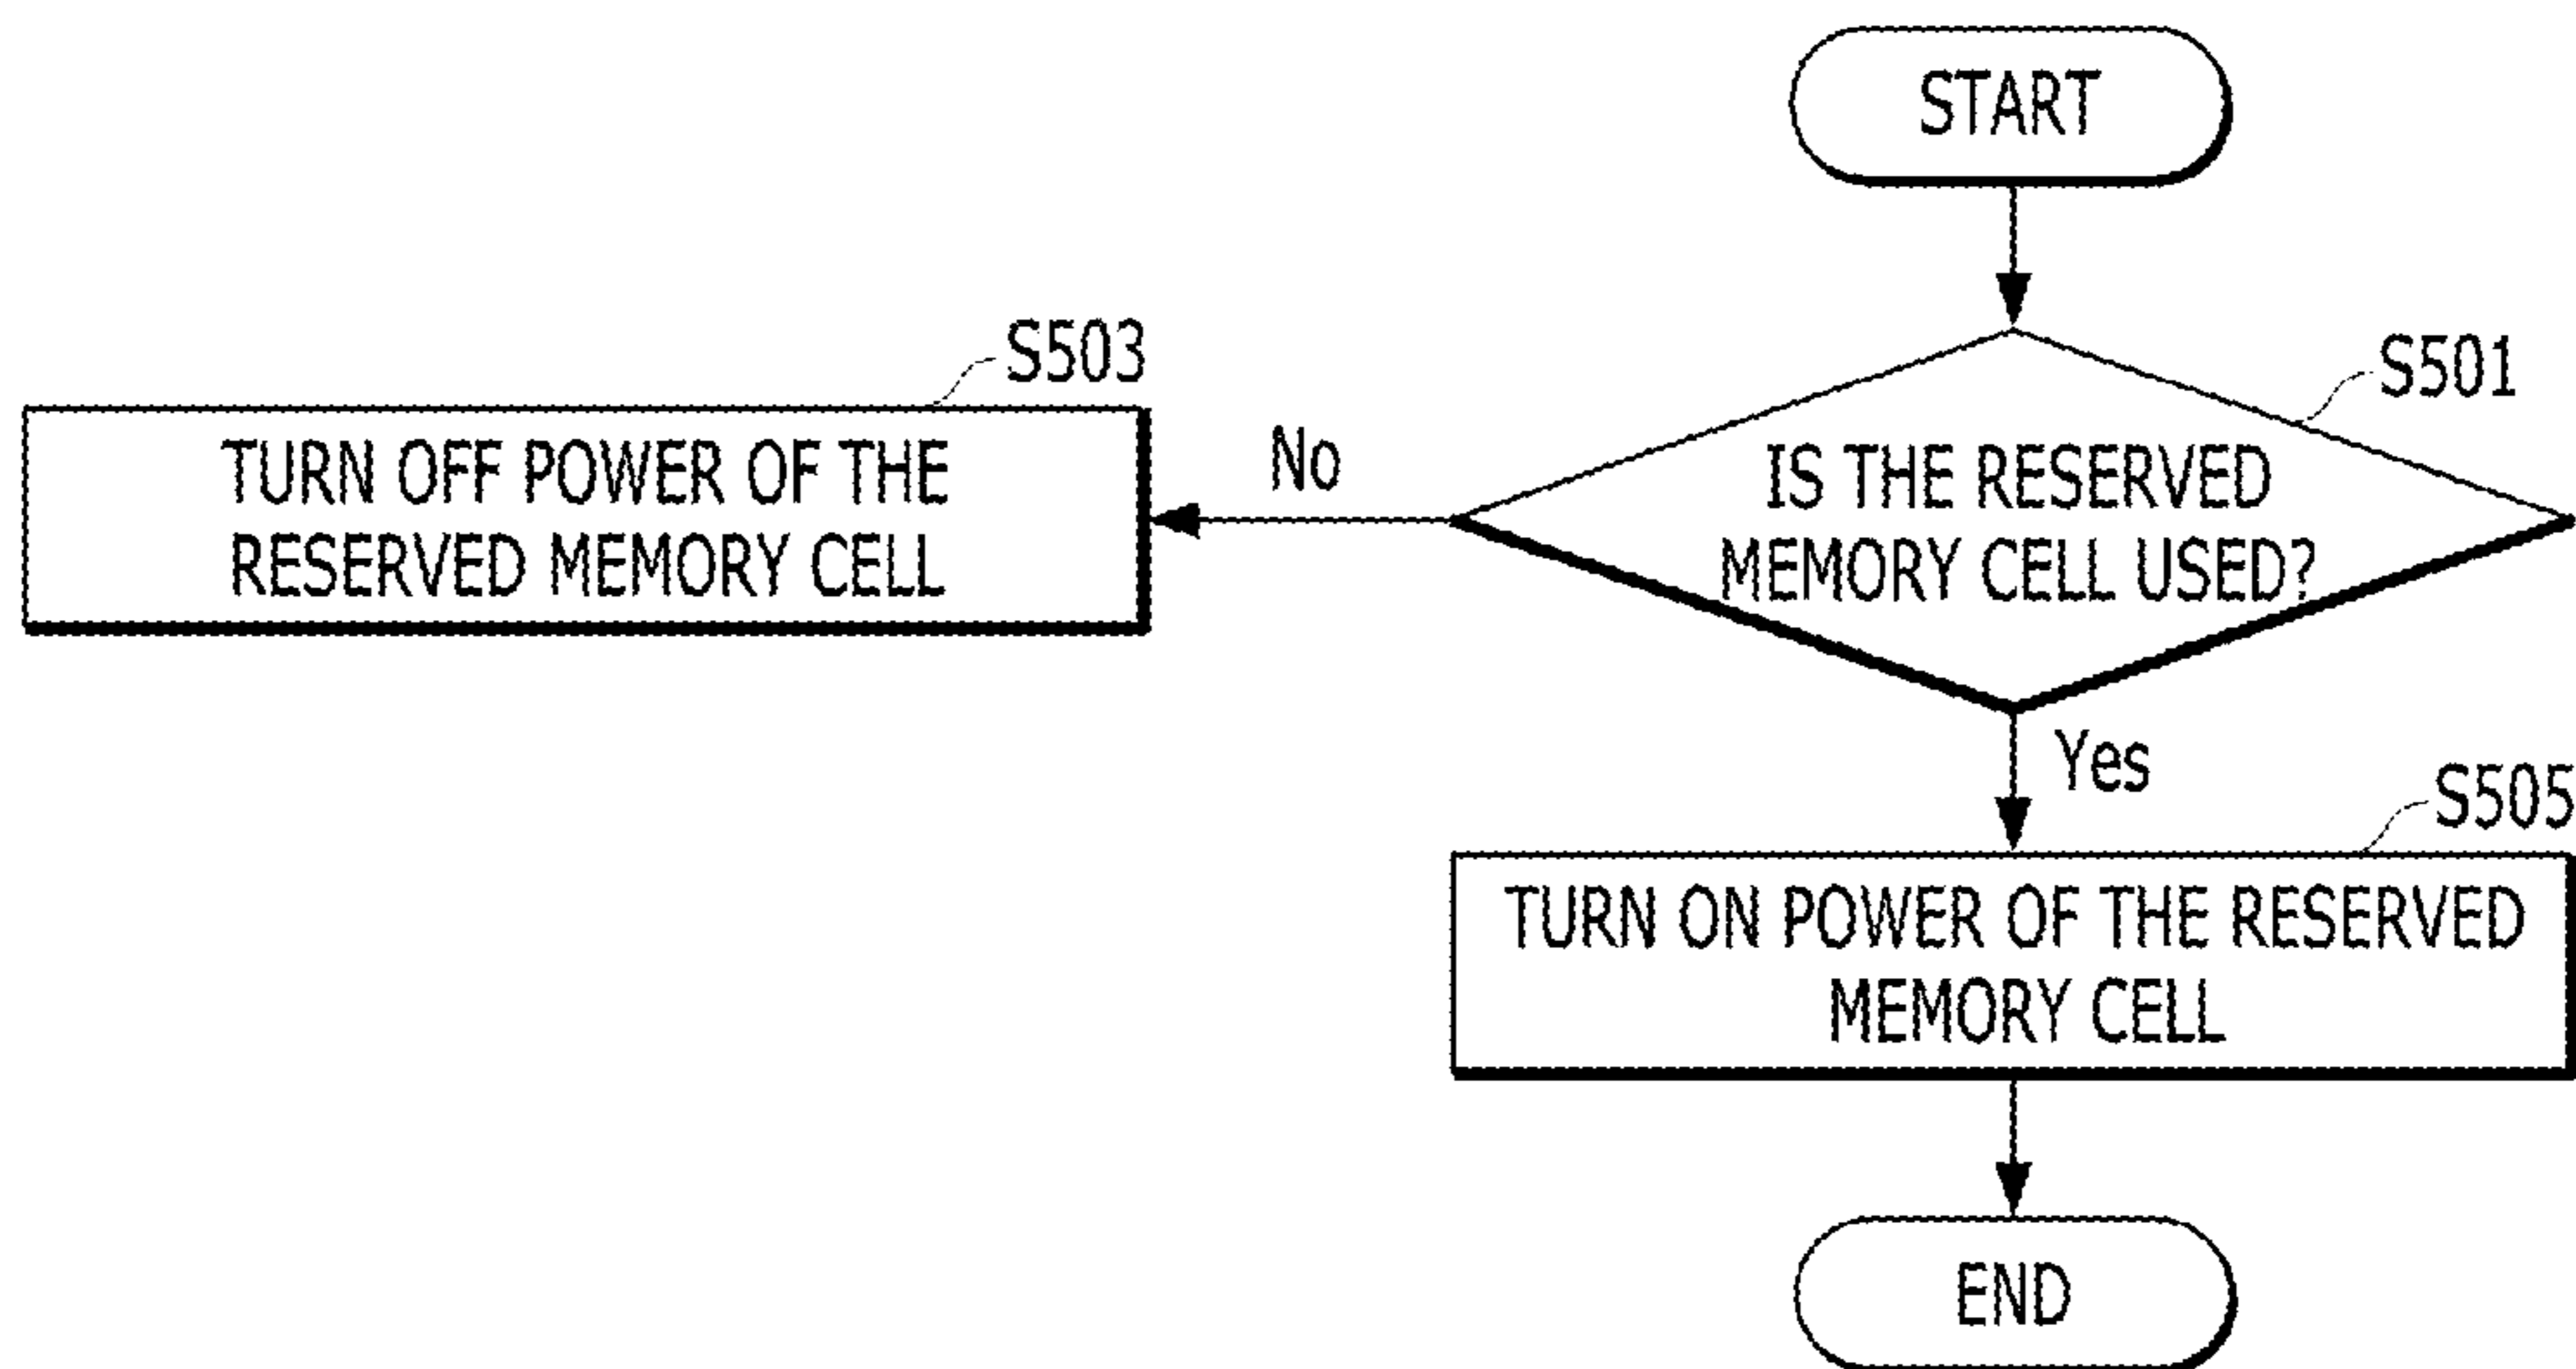 START
S501
IS THE RESERVED
MEMORY CELL USED?
No
S503
TURN OFF POWER OF THE
RESERVED MEMORY CELL
Yes
S505
TURN ON POWER OF THE RESERVED
MEMORY CELL
END